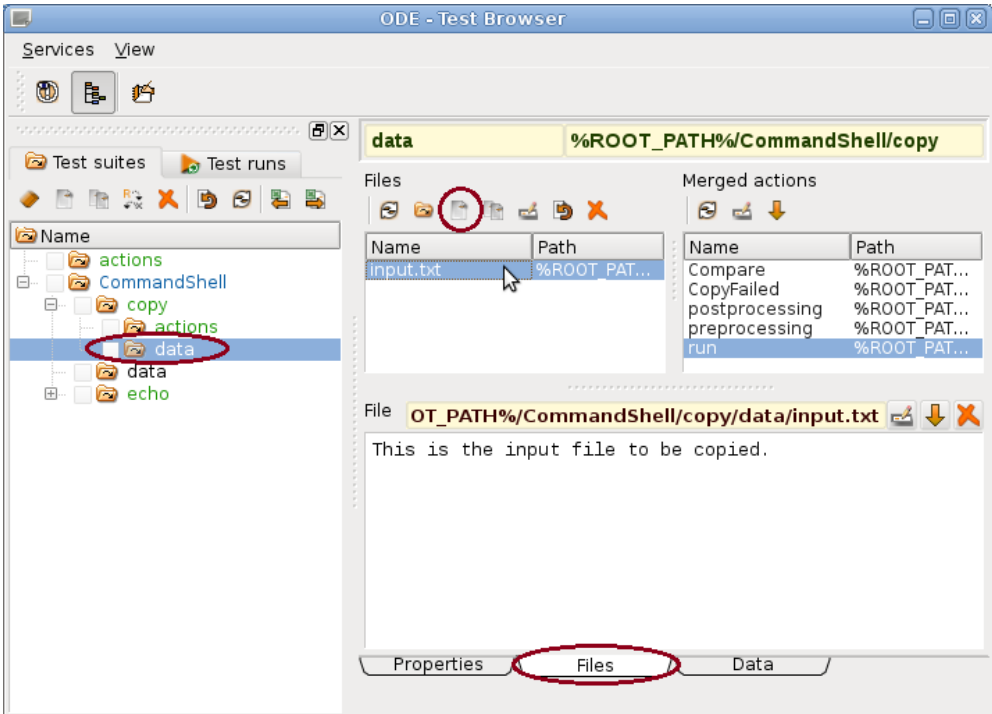 ODE - Test Browser
Services View
Test suites Test runs
Name
actions
CommandShell
copy
actions
data
data
echo
data %ROOT_PATH%/CommandShell/copy
Files
Name Path
input.txt %ROOT_PAT...
Merged actions
Name Path
Compare %ROOT_PAT...
CopyFailed %ROOT_PAT...
postprocessing %ROOT_PAT...
preprocessing %ROOT_PAT...
run %ROOT_PAT...
File OT_PATH%/CommandShell/copy/data/input.txt
This is the input file to be copied.
Properties Files Data